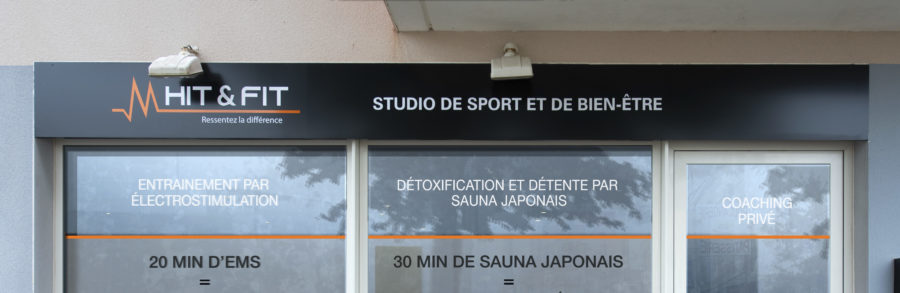 HIT & FIT
Ressentez la différence
STUDIO DE SPORT ET DE BIEN-ÊTRE
ENTRAINEMENT PAR
ÉLECTROSTIMULATION
20 MIN D'EMS
=
DÉTOXIFICATION ET DÉTENTE PAR
SAUNA JAPONAIS
30 MIN DE SAUNA JAPONAIS
=
COACHING
PRIVÉ